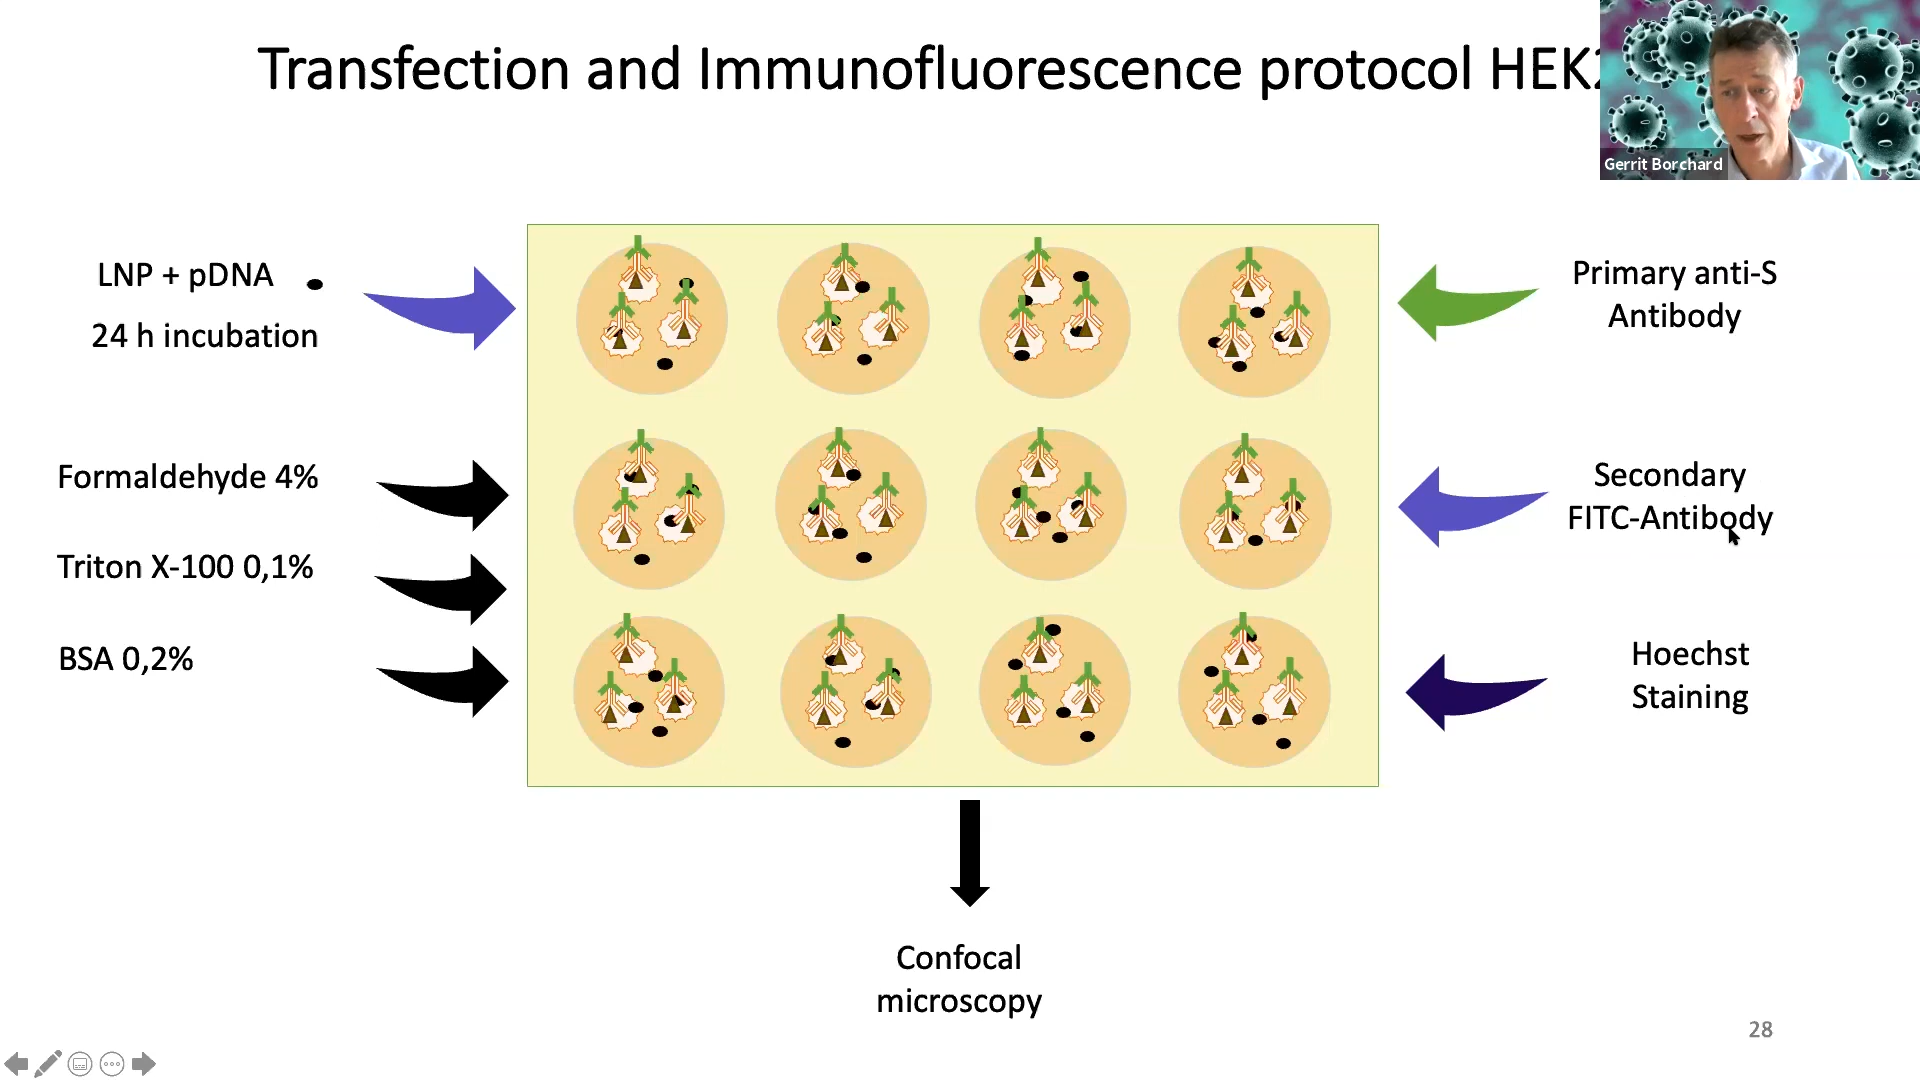 Transfection and Immunofluorescence protocol
Gerrit Borchard
LNP + pDNA
24 h incubation
Formaldehyde 4%
Triton X-100 0,1%
BSA 0,2%
Primary anti-S
Antibody
Secondary
FITC-Antibody
Hoechst
Staining
Confocal
microscopy
28